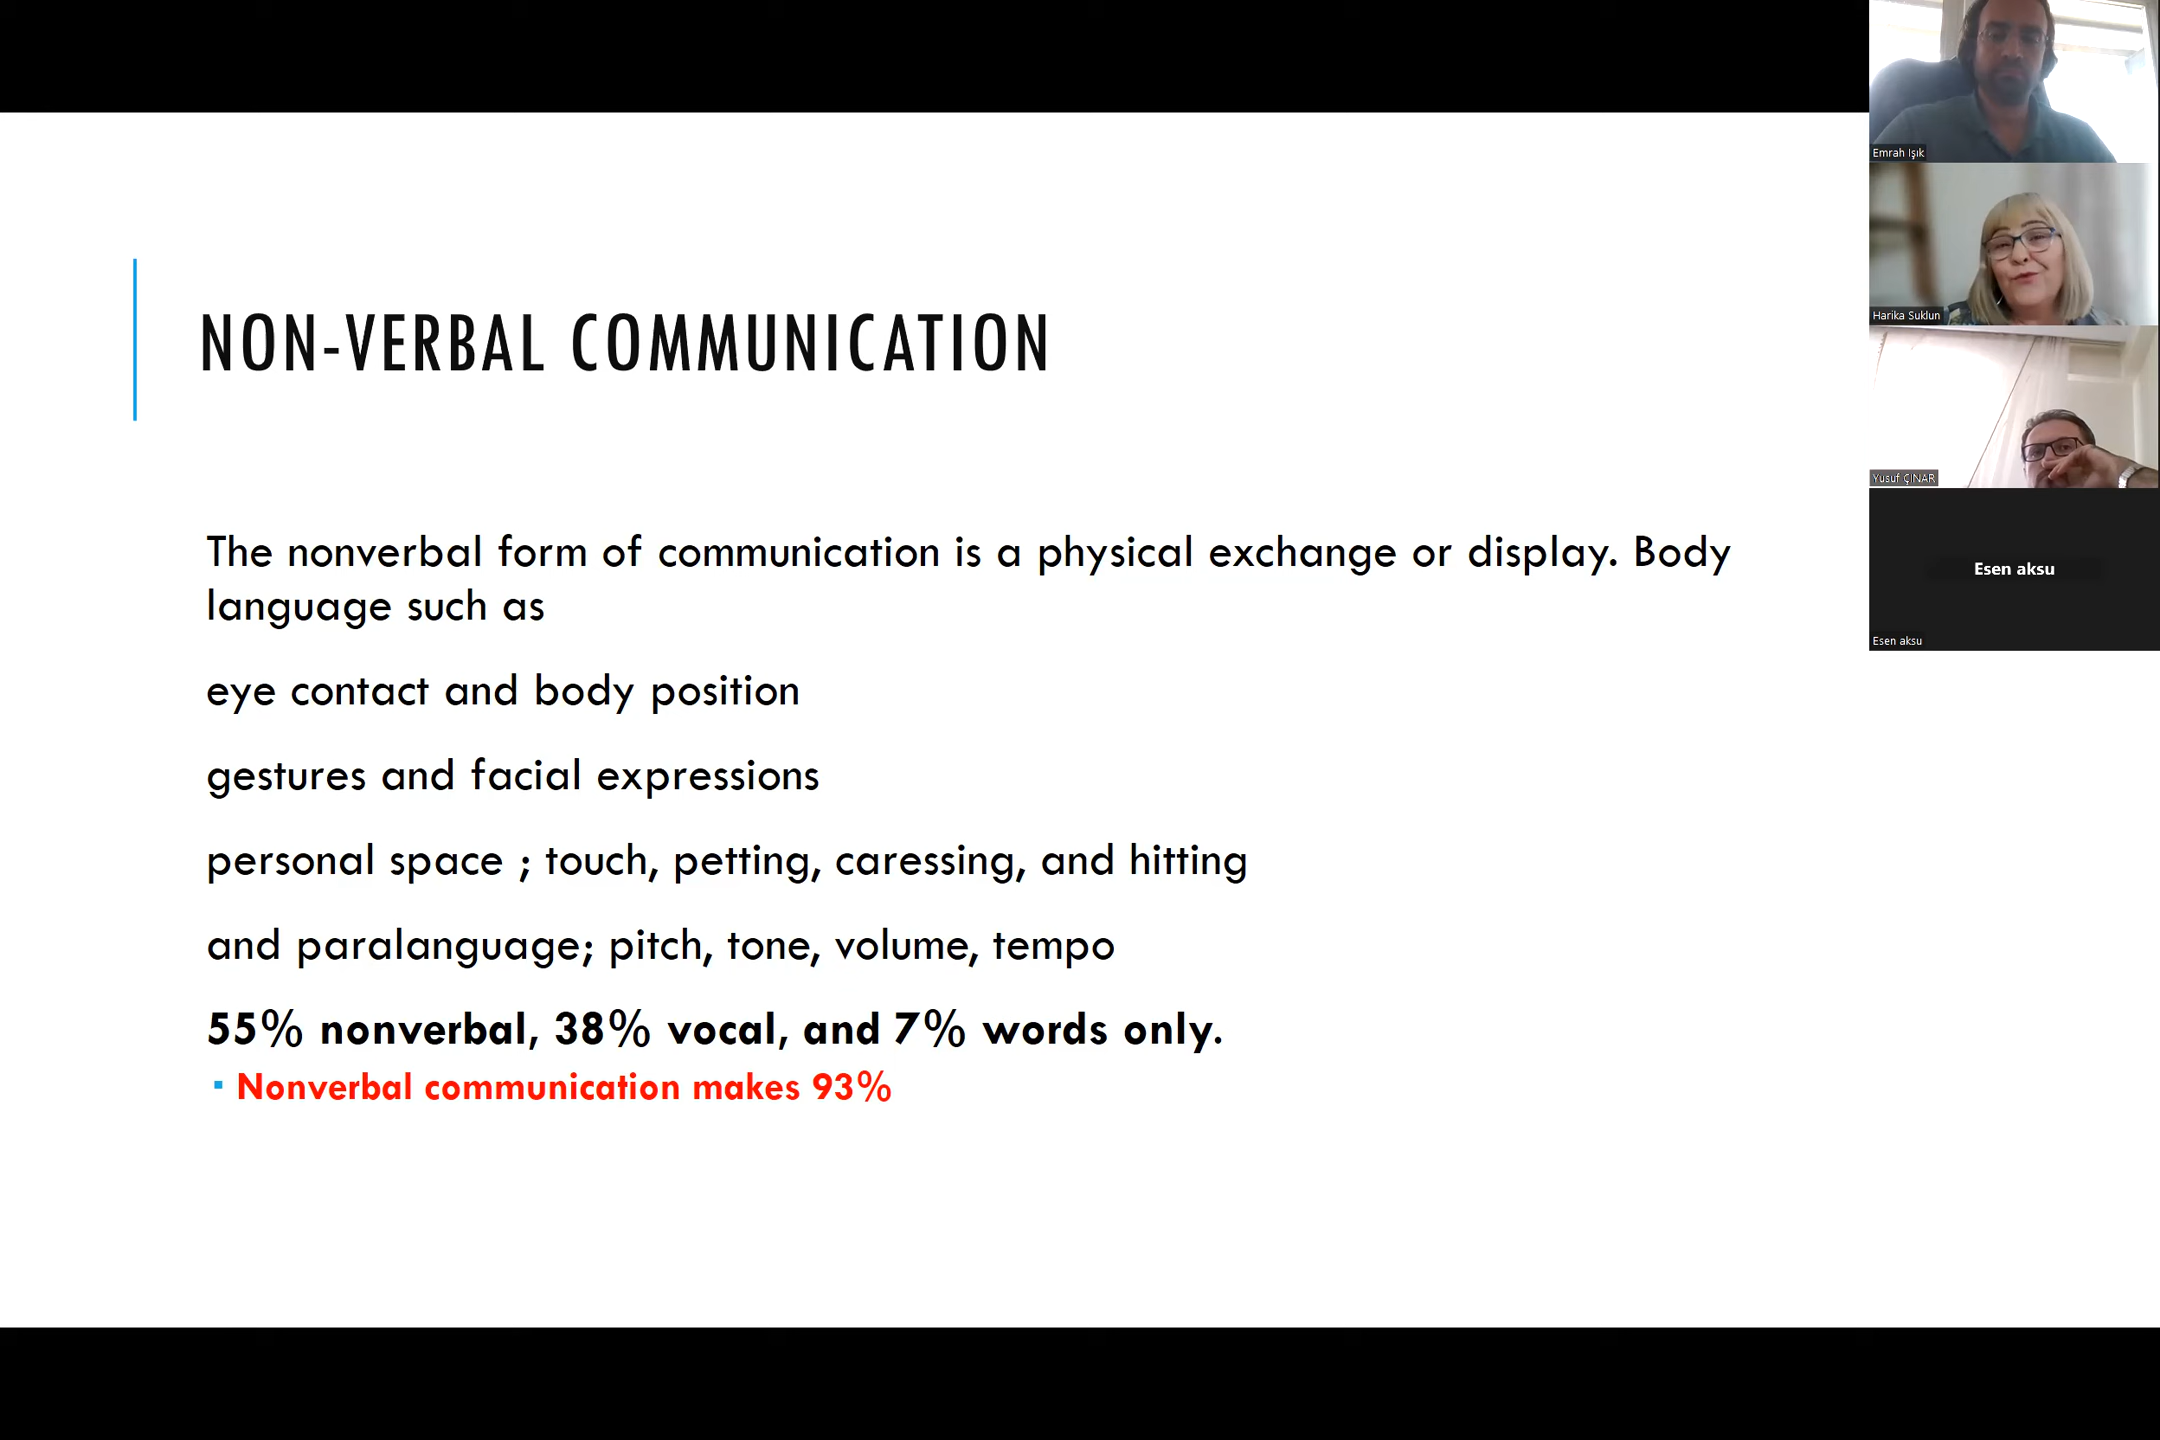 NON-VERBAL COMMUNICATION
The nonverbal form of communication is a physical exchange or display. Body
language such as
eye contact and body position
gestures and facial expressions
personal space ; touch, petting, caressing, and hitting
and paralanguage; pitch, tone, volume, tempo
55% nonverbal, 38% vocal, and 7% words only.
▪ Nonverbal communication makes 93%
Emrah Işık
Harika Suklun
Yusuf ÇINAR
Esen aksu
Esen aksu